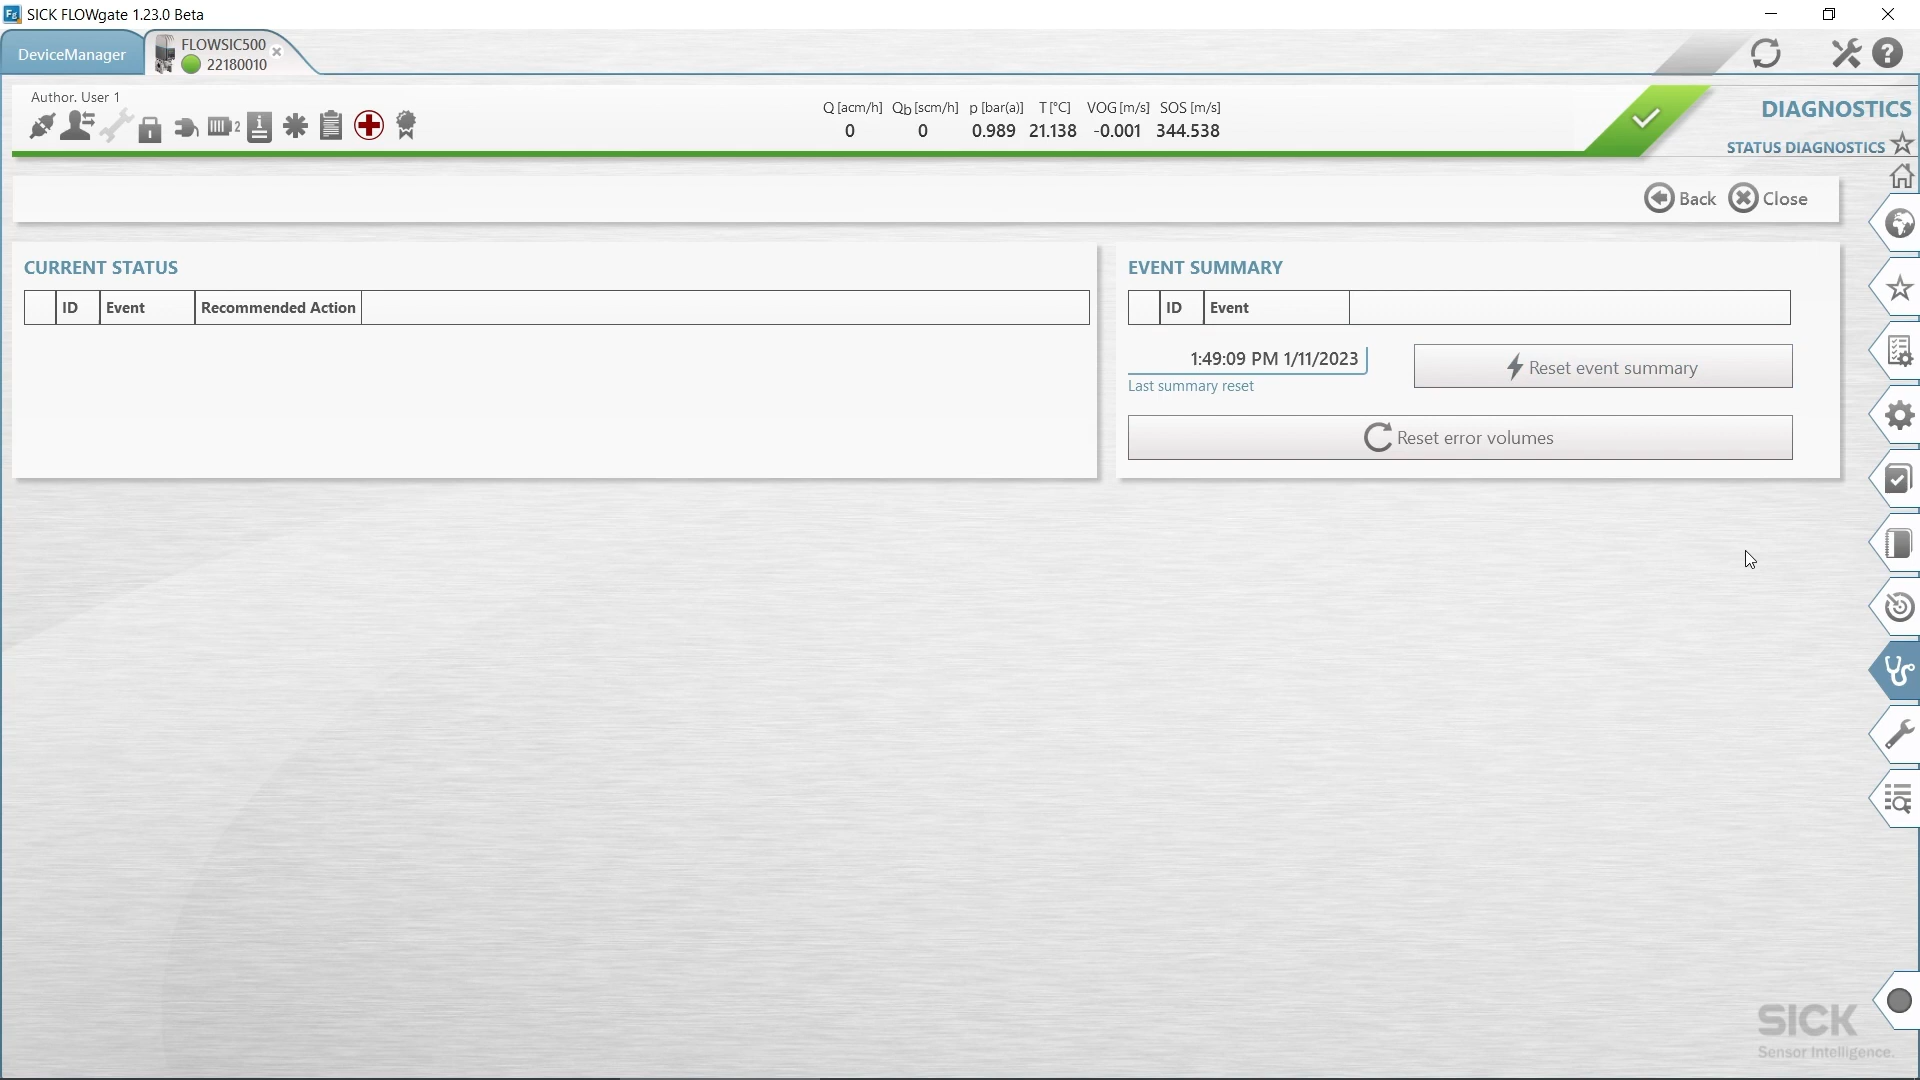 SICK FLOWgate 1.23.0 Beta
DeviceManager
FLOWSIC500
22180010
Author. User 1
Q [acm/h] Qb [scm/h] p [bar(a)] T [°C] VOG [m/s] SOS [m/s]
0 0 0.989 21.138 -0.001 344.538
2
DIAGNOSTICS
STATUS DIAGNOSTICS
Back Close
CURRENT STATUS
ID Event Recommended Action
EVENT SUMMARY
ID Event
1:49:09 PM 1/11/2023
Last summary reset
Reset event summary
Reset error volumes
SICK
Sensor Intelligence.